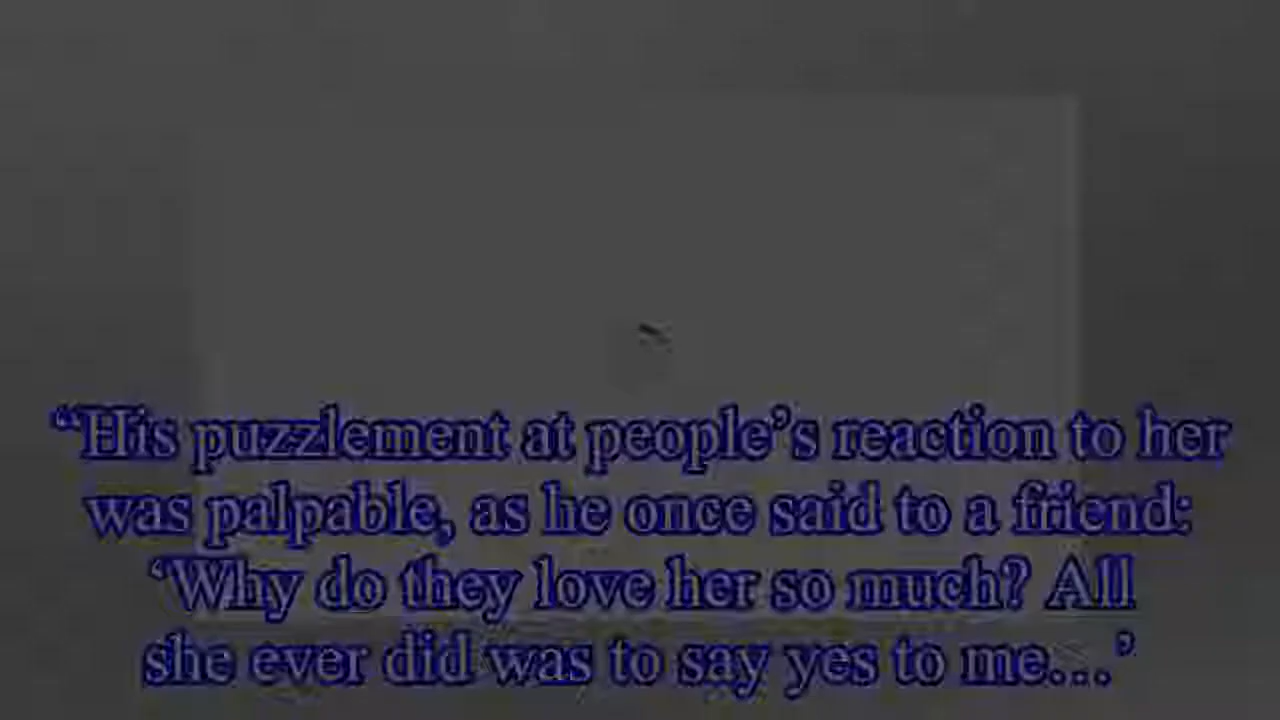 “His puzzlement at people’s reaction to her
was palpable, as he once said to a friend:
‘Why do they love her so much? All
she ever did was to say yes to me…’